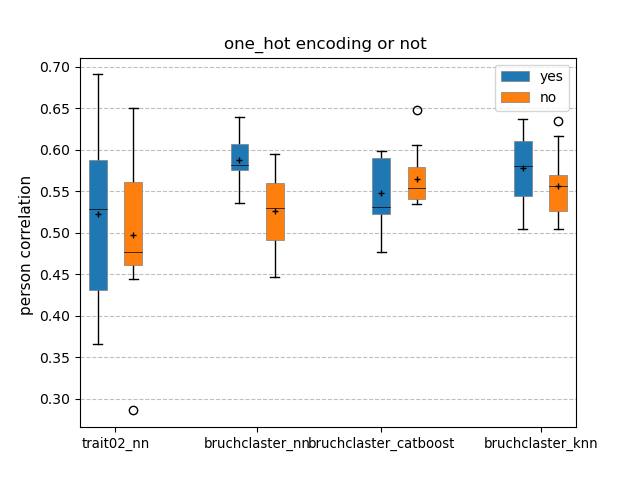 one_hot encoding or not
yes
no
person correlation
0.70
0.65
0.60
0.55
0.50
0.45
0.40
0.35
0.30
trait02_nn
bruchclaster_nn
bruchclaster_catboost
bruchclaster_knn